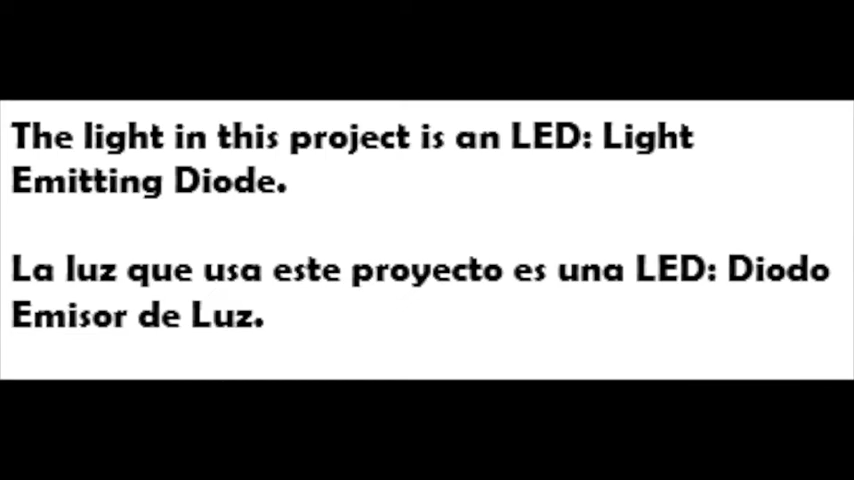 The light in this project is an LED: Light
Emitting Diode.
La luz que usa este proyecto es una LED: Diodo
Emisor de Luz.